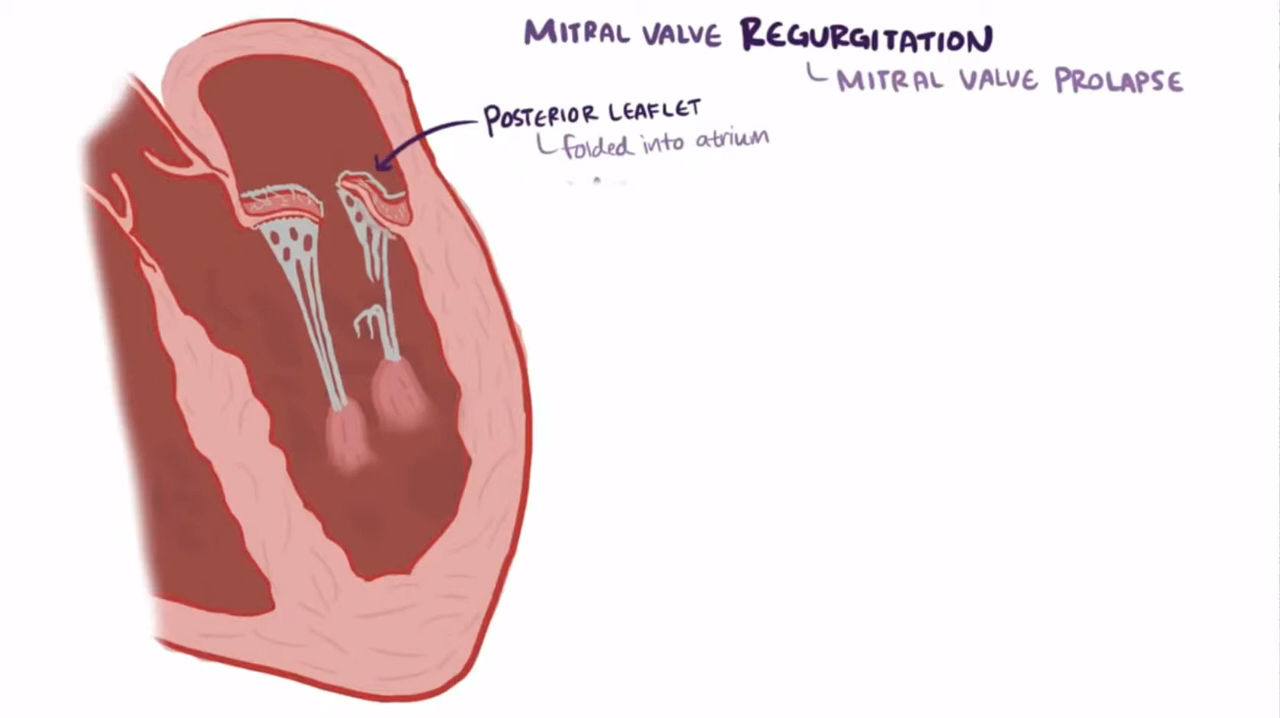 MITRAL VALVE REGURGITATION
MITRAL VALVE PROLAPSE
POSTERIOR LEAFLET
folded into atrium